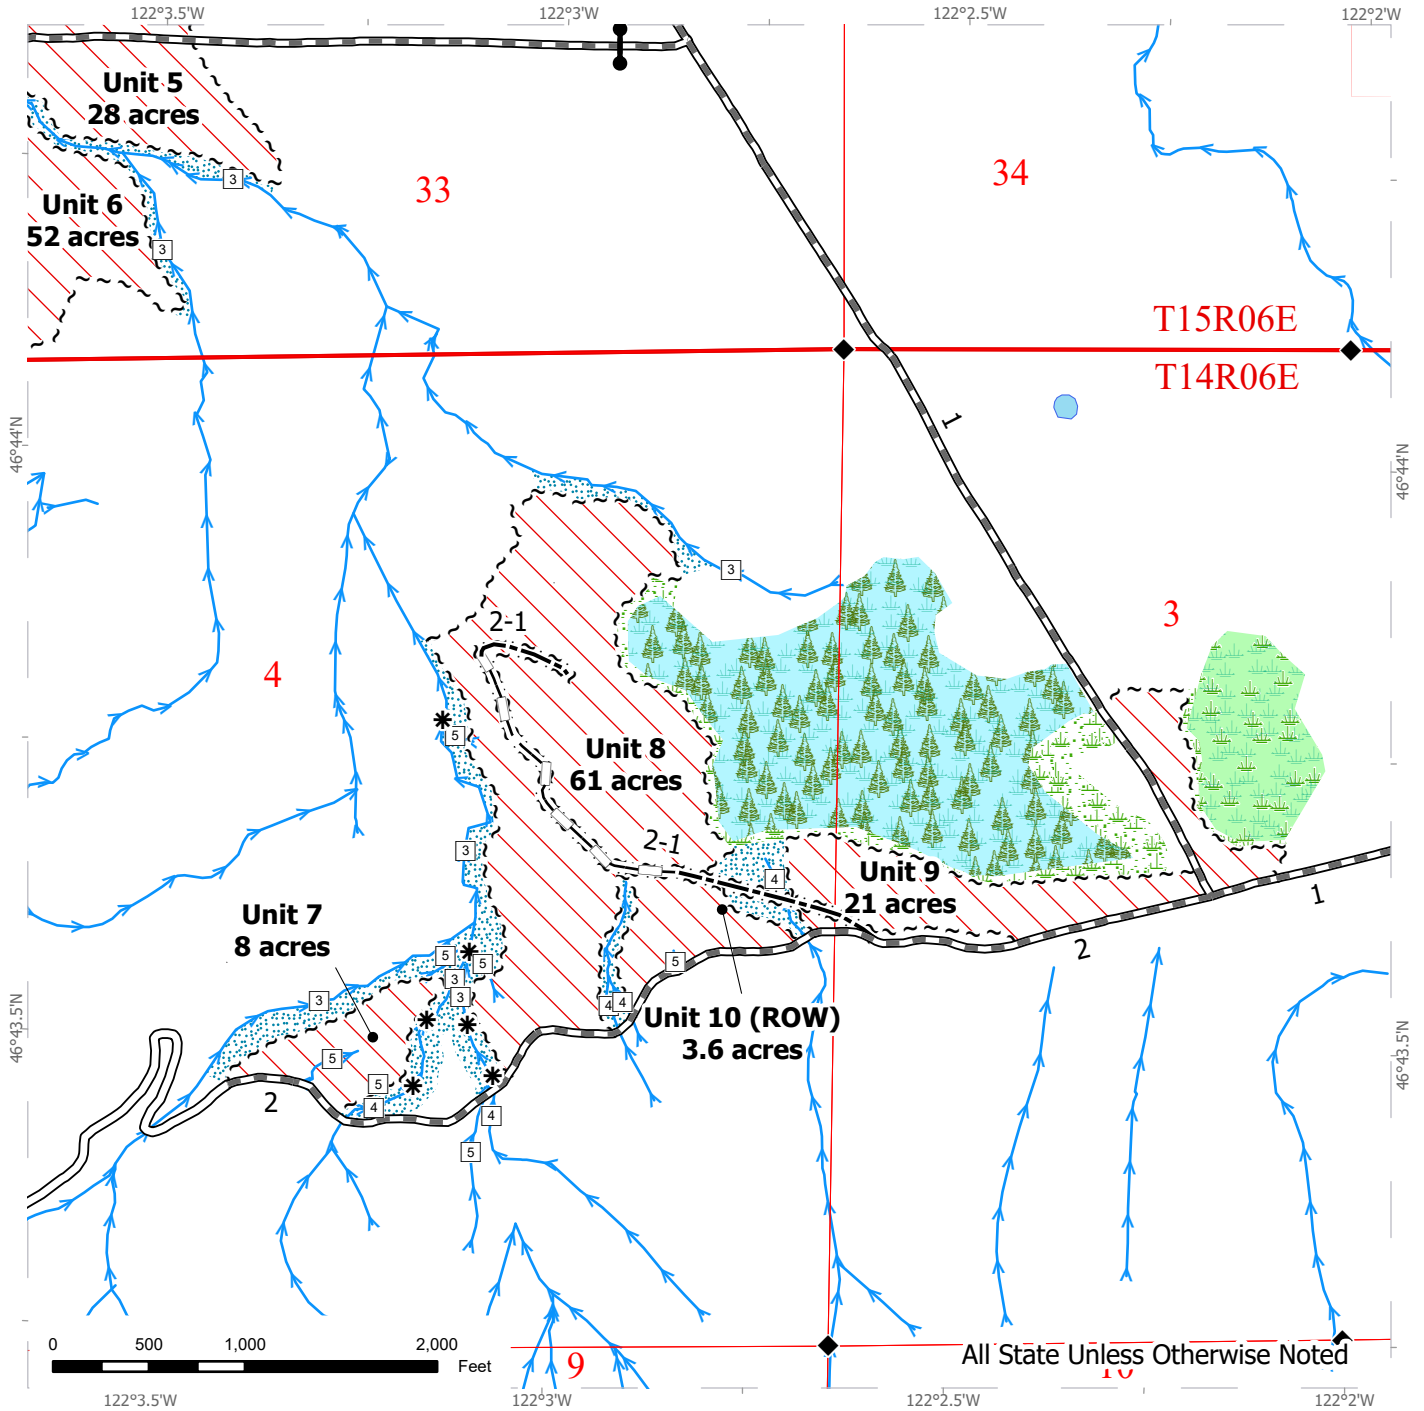 122°3.5'W
122°3'W
122°2.5'W
122°2'W
Unit 5
28 acres
3
33
34
Unit 6
52 acres
3
T15R06E
T14R06E
1
46°44'N
46°44'N
3
3
2-1
4
5
Unit 8
61 acres
2-1
3
4
Unit 9
21 acres
1
Unit 7
8 acres
2
5
5
5
3
3
3
4
4
Unit 10 (ROW)
3.6 acres
46°43.5'N
46°43.5'N
5
5
4
2
4
5
0
500
1,000
2,000
Feet
9
All State Unless Otherwise Noted
10
122°3.5'W
122°3'W
122°2.5'W
122°2'W